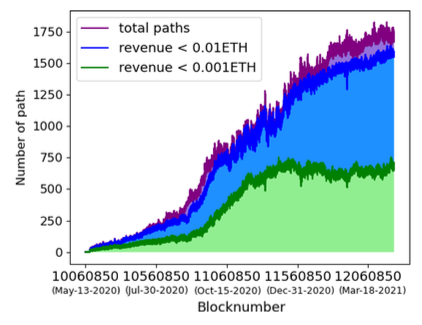 total paths
revenue < 0.01ETH
revenue < 0.001ETH
Number of path
1750
1500
1250
1000
750
500
250
0
10060850 10560850 11060850 11560850 12060850
(May-13-2020) (Jul-30-2020) (Oct-15-2020) (Dec-31-2020) (Mar-18-2021)
Blocknumber